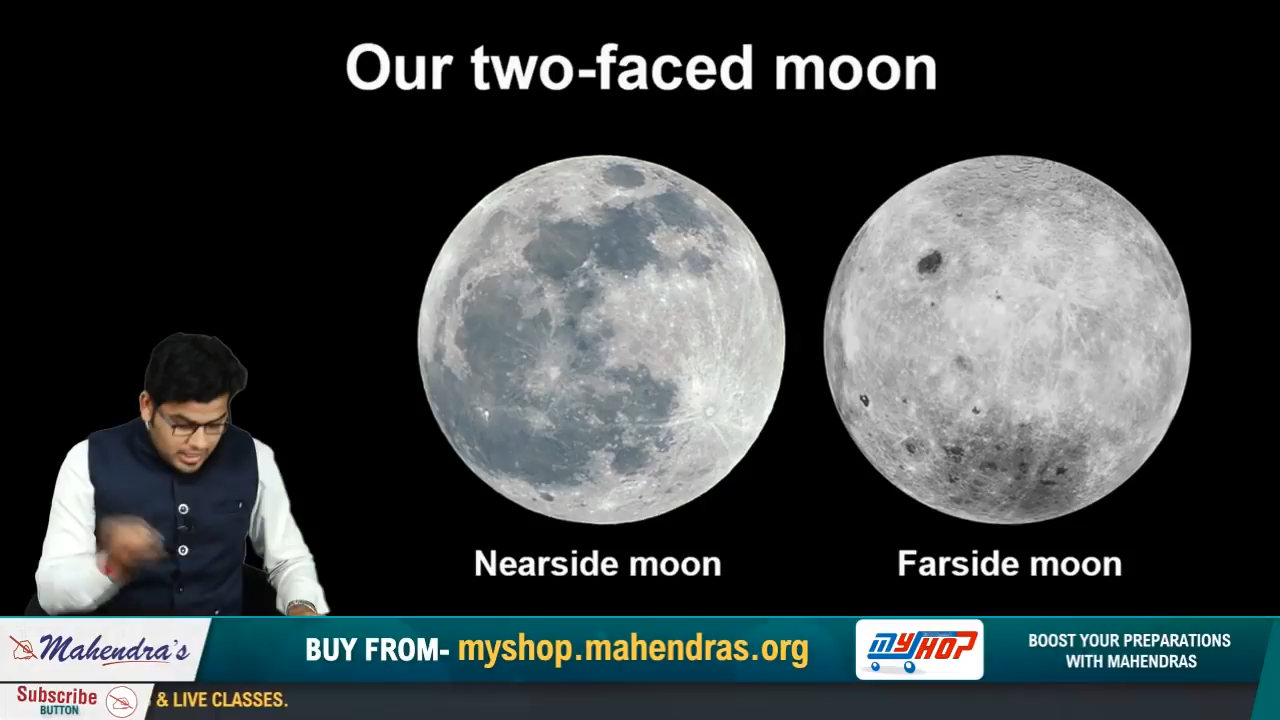 Our two-faced moon
Nearside moon
Farside moon
Mahendra's
BUY FROM- myshop.mahendras.org
MY HOP
BOOST YOUR PREPARATIONS
WITH MAHENDRAS
Subscribe
BUTTON
& LIVE CLASSES.